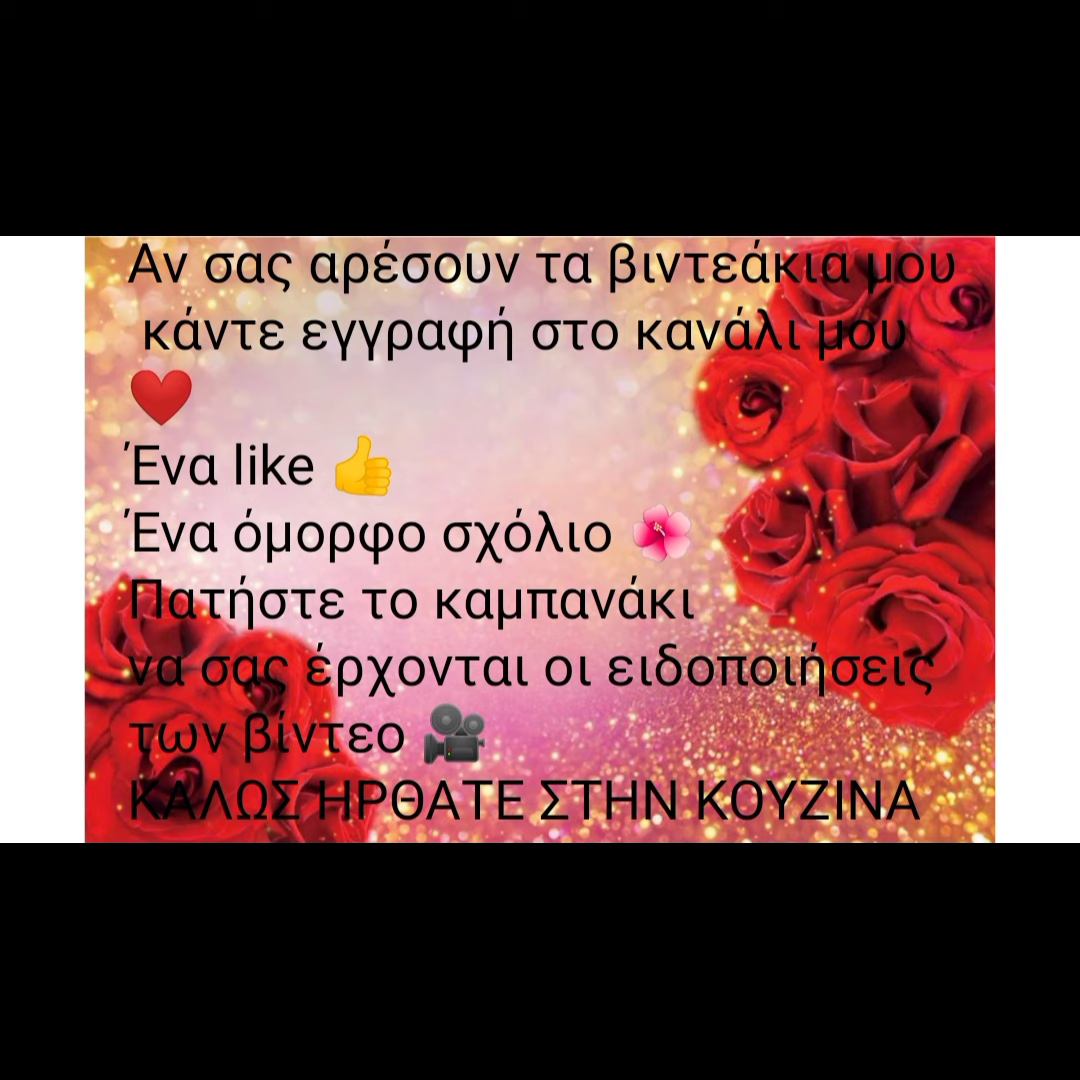 Αν σας αρέσουν τα βιντεάκια μου
κάντε εγγραφή στο κανάλι μου
❤️
Ένα like 👍
Ένα όμορφο σχόλιο 🌺
Πατήστε το καμπανάκι
να σας έρχονται οι ειδοποιήσεις
των βίντεο 🎥
ΚΑΛΩΣ ΗΡΘΑΤΕ ΣΤΗΝ ΚΟΥΖΙΝΑ